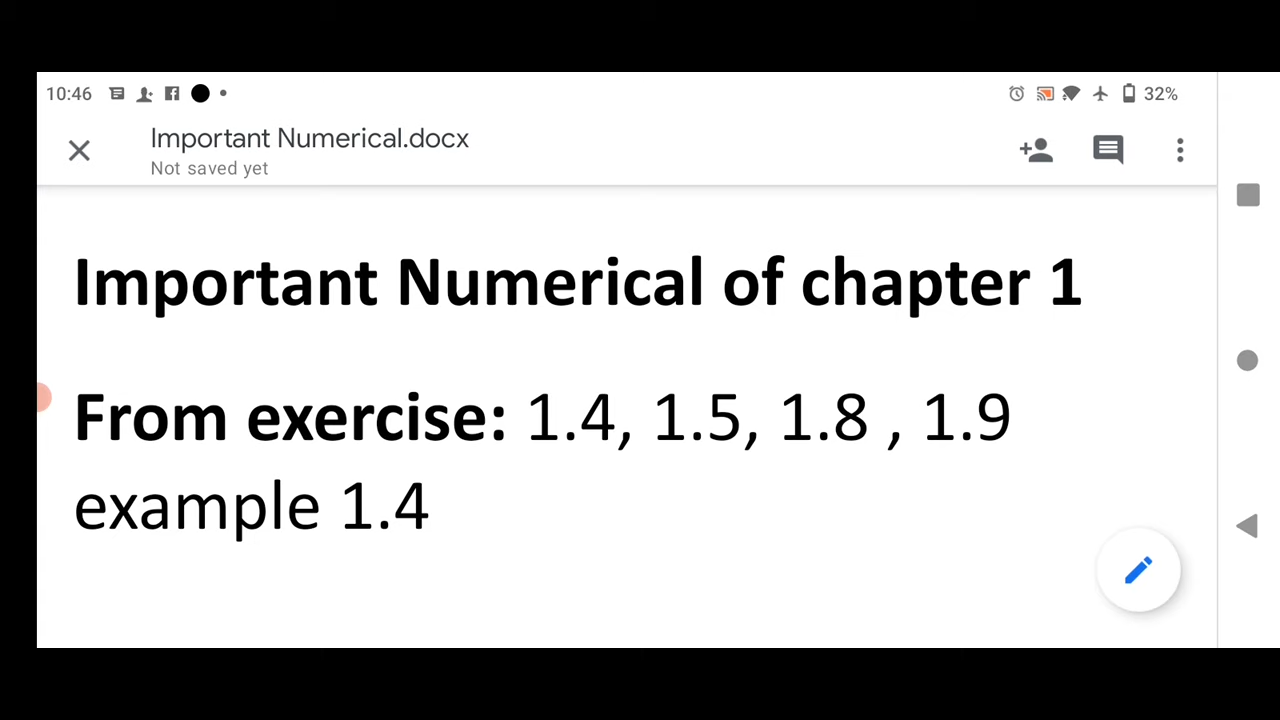 10:46 32%
Important Numerical.docx
Not saved yet
Important Numerical of chapter 1
From exercise: 1.4, 1.5, 1.8 , 1.9
example 1.4